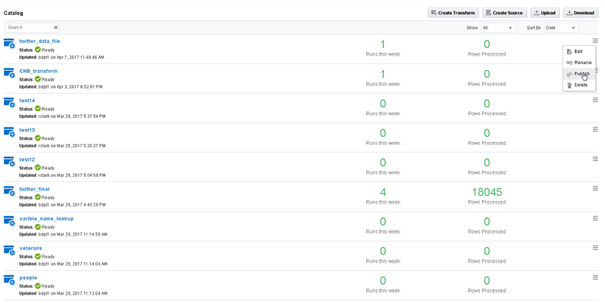 Catalog
Create Transform
Create Source
Upload
Download
Search
Show
All
Sort By
Date
twitter_data_file
Status: Ready
Updated: bdpl1 on Apr 7, 2017 11:48:46 AM
1
Runs this week
0
Rows Processed
Edit
Rename
Publish
Delete
CNB_transform
Status: Ready
Updated: bdpl1 on Apr 3, 2017 6:52:01 PM
1
Runs this week
0
Rows Processed
test14
Status: Ready
Updated: rstark on Mar 29, 2017 5:37:54 PM
0
Runs this week
0
Rows Processed
test13
Status: Ready
Updated: rstark on Mar 29, 2017 5:26:27 PM
0
Runs this week
0
Rows Processed
test12
Status: Ready
Updated: rstark on Mar 29, 2017 5:04:59 PM
0
Runs this week
0
Rows Processed
twitter_final
Status: Ready
Updated: bdpl1 on Mar 29, 2017 4:45:20 PM
4
Runs this week
18045
Rows Processed
varible_name_lookup
Status: Ready
Updated: bdpl1 on Mar 29, 2017 11:14:55 AM
0
Runs this week
0
Rows Processed
veterans
Status: Ready
Updated: bdpl1 on Mar 29, 2017 11:14:04 AM
0
Runs this week
0
Rows Processed
people
Status: Ready
Updated: bdpl1 on Mar 29, 2017 11:13:09 AM
0
Runs this week
0
Rows Processed